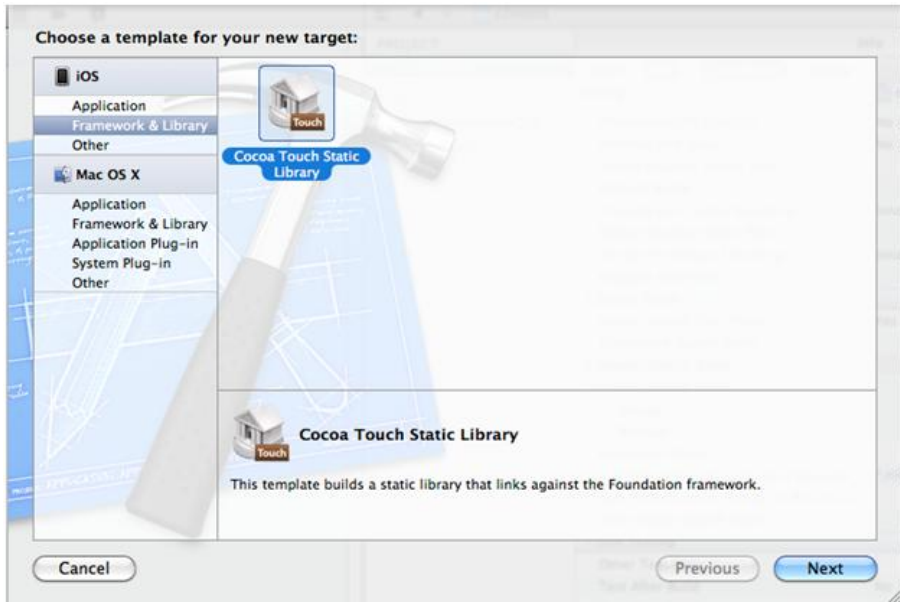 Choose a template for your new target:
iOS
Application
Framework & Library
Other
Mac OS X
Application
Framework & Library
Application Plug-in
System Plug-in
Other
Touch
Cocoa Touch Static
Library
Touch
Cocoa Touch Static Library
This template builds a static library that links against the Foundation framework.
Cancel
Previous
Next